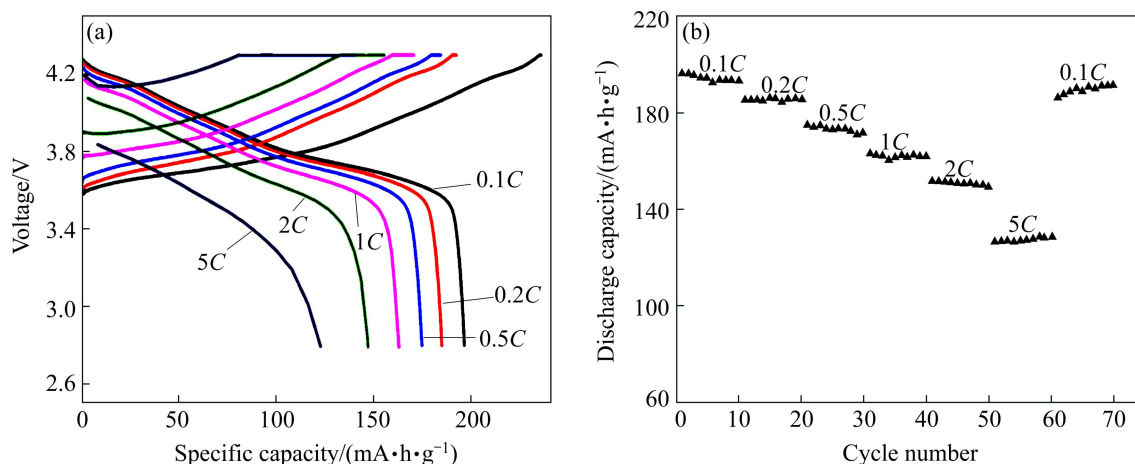 (a)
4.2
3.8
3.4
3.0
2.6
Voltage/V
0.1C
2C
1C
5C
0.2C
0.5C
0
50
100
150
200
Specific capacity/(mA•h•g⁻¹)
(b)
220
180
140
100
60
Discharge capacity/(mA•h•g⁻¹)
0.1C
0.2C
0.5C
1C
2C
5C
0.1C
0
10
20
30
40
50
60
70
Cycle number